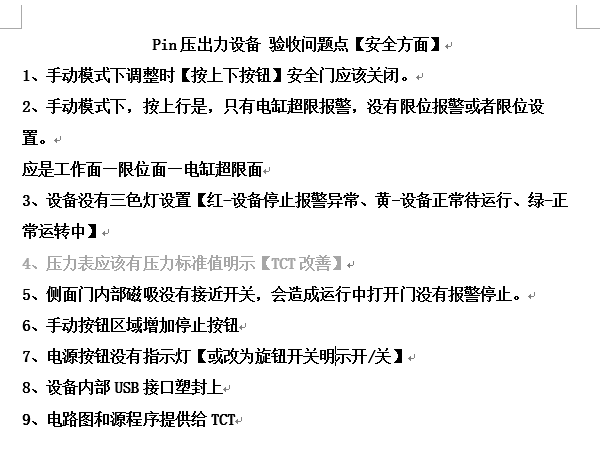 Pin压出力设备 验收问题点【安全方面】
1、手动模式下调整时【按上下按钮】安全门应该关闭。
2、手动模式下，按上行是，只有电缸超限报警，没有限位报警或者限位设
置。
应是工作面—限位面—电缸超限面
3、设备没有三色灯设置【红-设备停止报警异常、黄-设备正常待运行、绿-正
常运转中】
4、压力表应该有压力标准值明示【TCT改善】
5、侧面门内部磁吸没有接近开关，会造成运行中打开门没有报警停止。
6、手动按钮区域增加停止按钮
7、电源按钮没有指示灯【或改为旋钮开关明示开/关】
8、设备内部USB接口塑封上
9、电路图和源程序提供给TCT